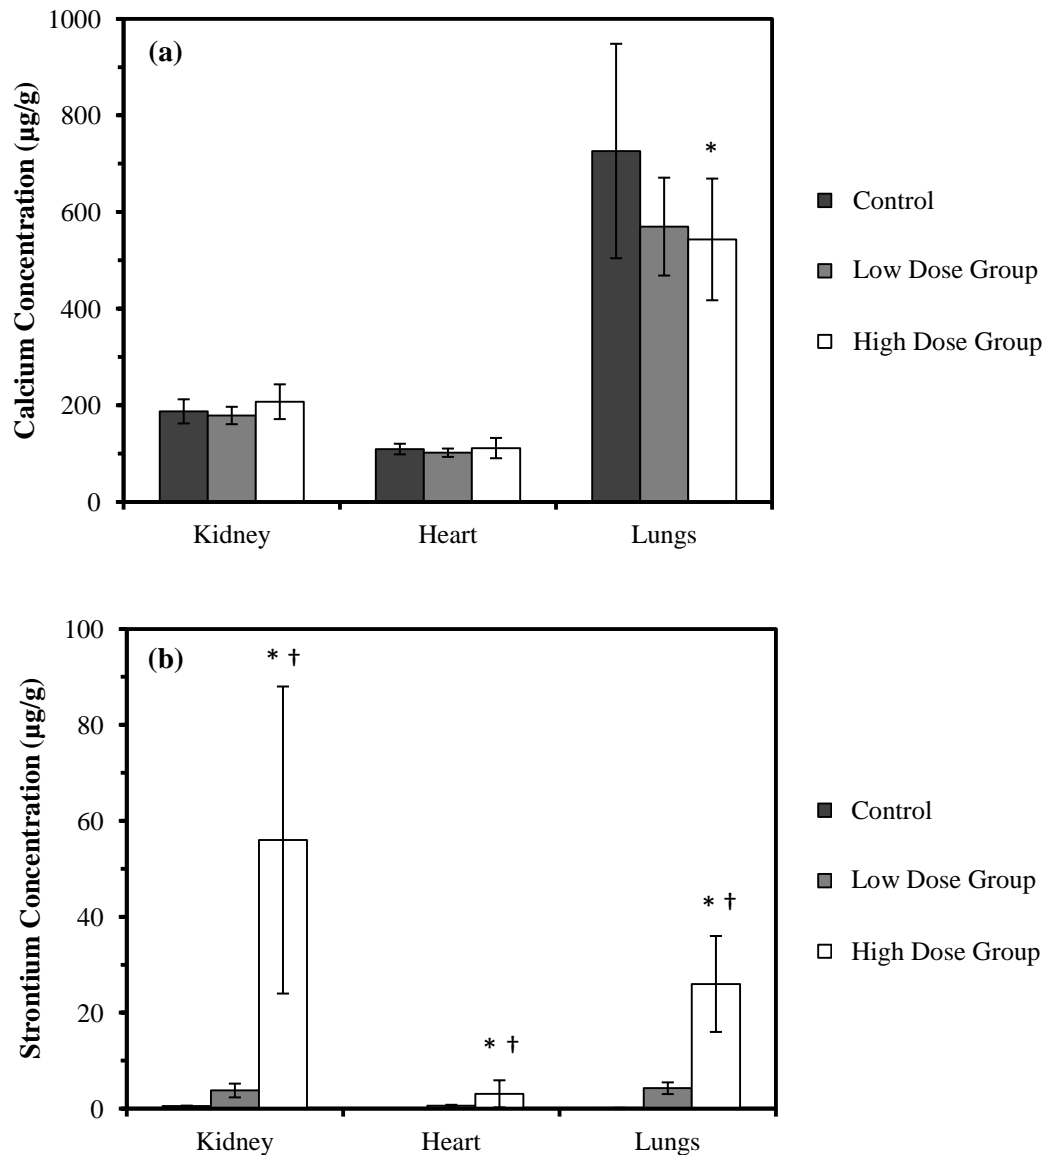 1000
(a)
800
*
600
400
200
0
Calcium Concentration (µg/g)
Kidney Heart Lungs
Control
Low Dose Group
High Dose Group
100
(b)
* †
80
60
40
* †
20
* †
0
Strontium Concentration (µg/g)
Kidney Heart Lungs
Control
Low Dose Group
High Dose Group